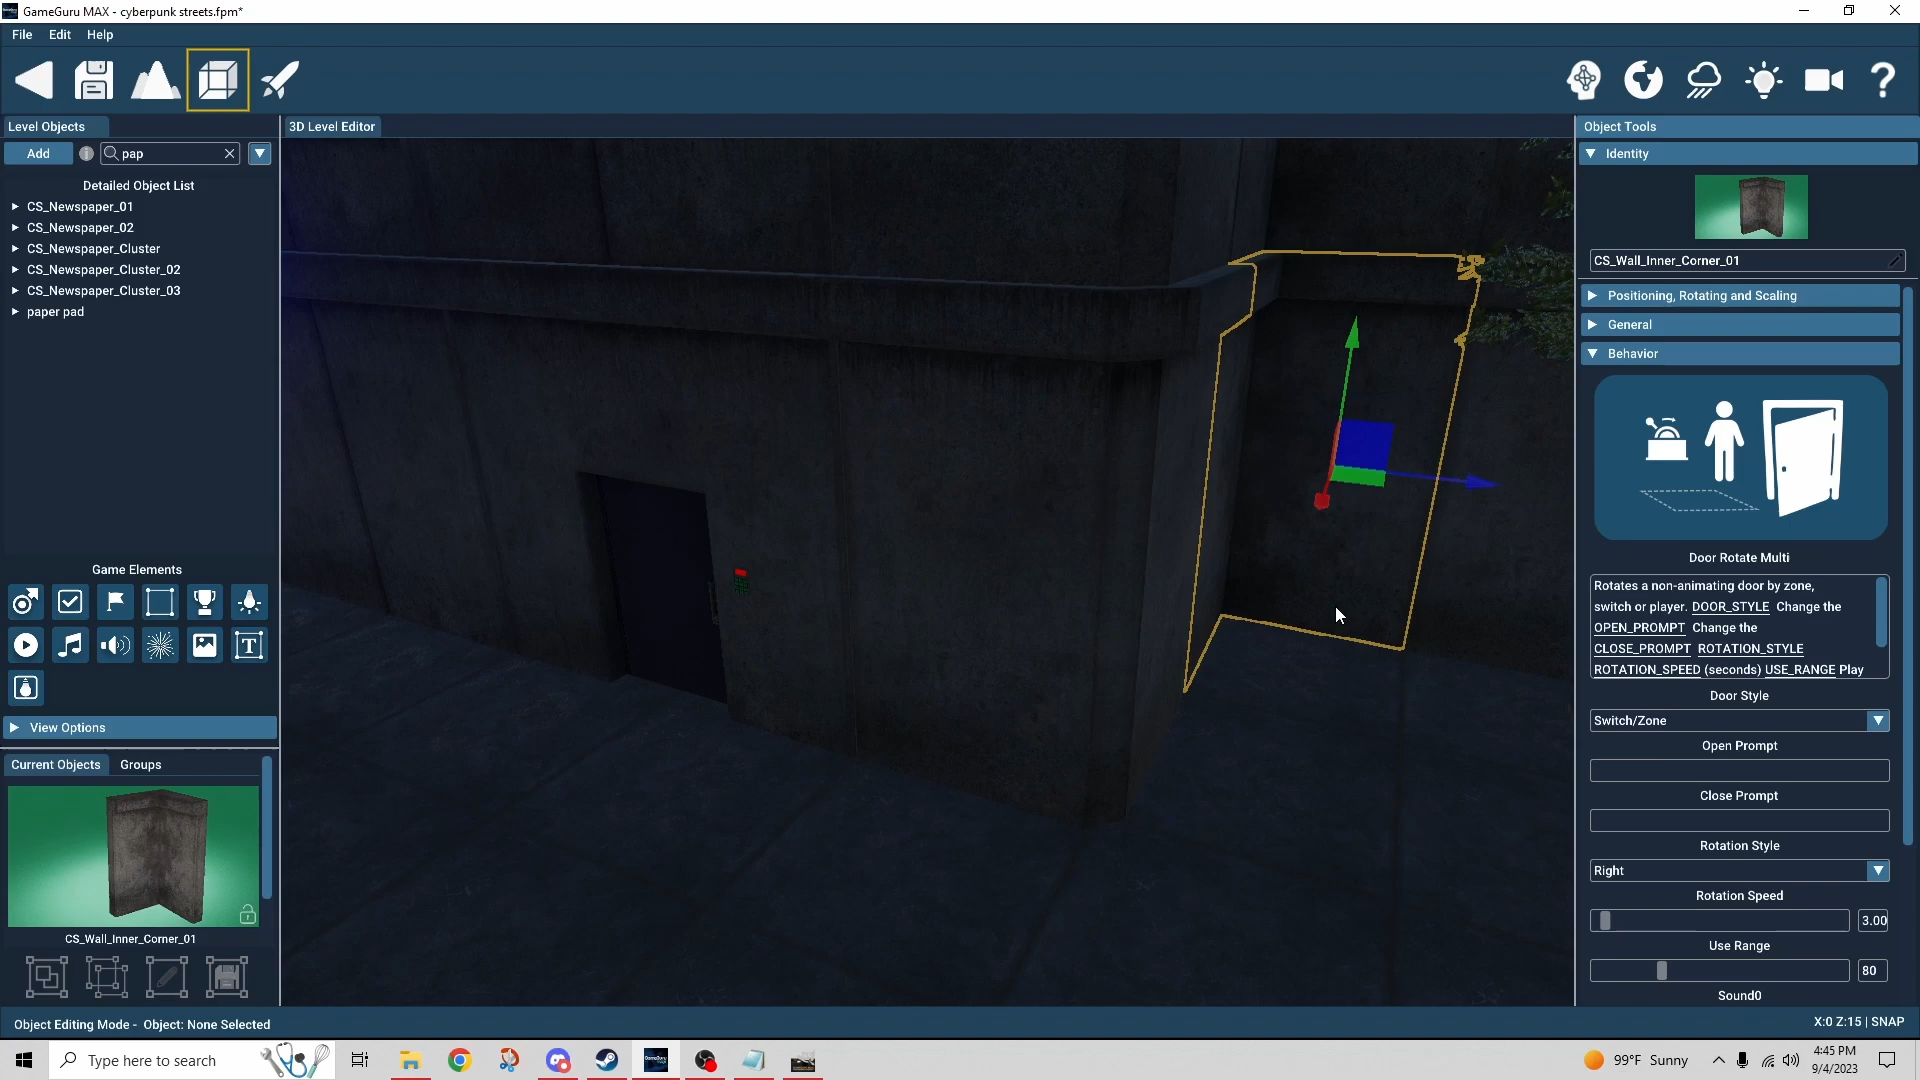 GameGuru MAX - cyberpunk streets.fpm*
File Edit Help
Level Objects
Add
pap
Detailed Object List
CS_Newspaper_01
CS_Newspaper_02
CS_Newspaper_Cluster
CS_Newspaper_Cluster_02
CS_Newspaper_Cluster_03
paper pad
Game Elements
View Options
Current Objects Groups
CS_Wall_Inner_Corner_01
3D Level Editor
Object Tools
Identity
CS_Wall_Inner_Corner_01
Positioning, Rotating and Scaling
General
Behavior
Door Rotate Multi
Rotates a non-animating door by zone,
switch or player. DOOR_STYLE Change the
OPEN_PROMPT Change the
CLOSE_PROMPT ROTATION_STYLE
ROTATION_SPEED (seconds) USE_RANGE Play
Door Style
Switch/Zone
Open Prompt
Close Prompt
Rotation Style
Right
Rotation Speed
3.00
Use Range
80
Sound0
Object Editing Mode - Object: None Selected
X:0 Z:15 | SNAP
Type here to search
99°F Sunny
4:45 PM
9/4/2023